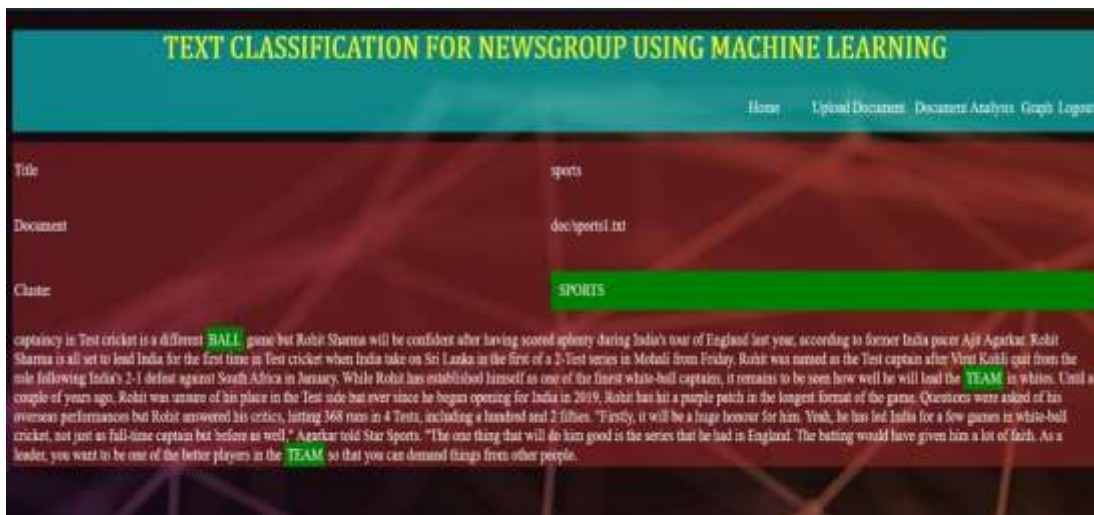 TEXT CLASSIFICATION FOR NEWSGROUP USING MACHINE LEARNING
Home Upload Document Document Analysis Graph Logout
Title sports
Document doc/sports1.txt
Cluster SPORTS
captaincy in Test cricket is a different BALL game but Rohit Sharma will be confident after having scored aplenty during India's tour of England last year, according to former India pacer Ajit Agarkar. Rohit
Sharma is all set to lead India for the first time in Test cricket when India take on Sri Lanka in the first of a 2-Test series in Mohali from Friday. Rohit was named as the Test captain after Virat Kohli quit from the
role following India's 2-1 defeat against South Africa in January. While Rohit has established himself as one of the finest white-ball captains, it remains to be seen how well he will lead the TEAM in whites. Until a
couple of years ago, Rohit was unsure of his place in the Test side but ever since he began opening for India in 2019, Rohit has hit a purple patch in the longest format of the game. Questions were asked of his
overseas performances but Rohit answered his critics, hitting 368 runs in 4 Tests, including a hundred and 2 fifties. "Firstly, it will be a huge honour for him. Yeah, he has led India for a few games in white-ball
cricket, not just as full-time captain but before as well," Agarkar told Star Sports. "The one thing that will do him good is the series that he had in England. The batting would have given him a lot of faith. As a
leader, you want to be one of the better players in the TEAM so that you can demand things from other people.